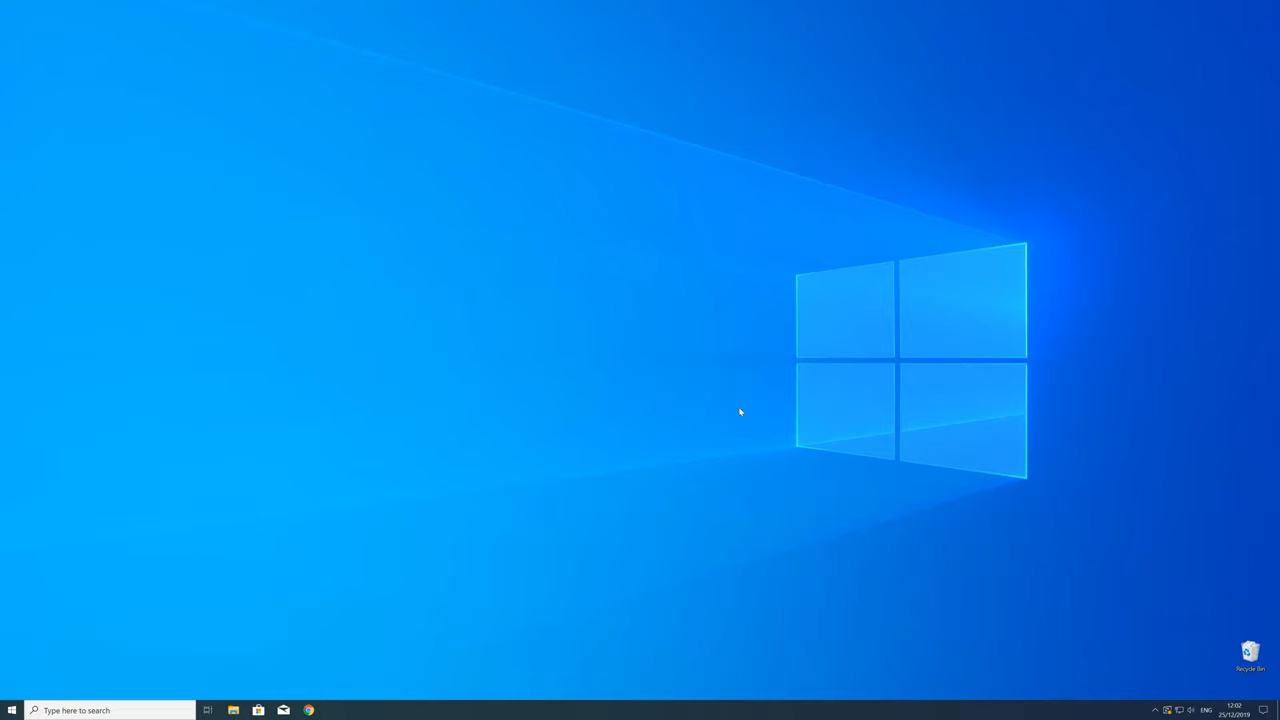 Recycle Bin
Type here to search
ENG
12:02
25/12/2019